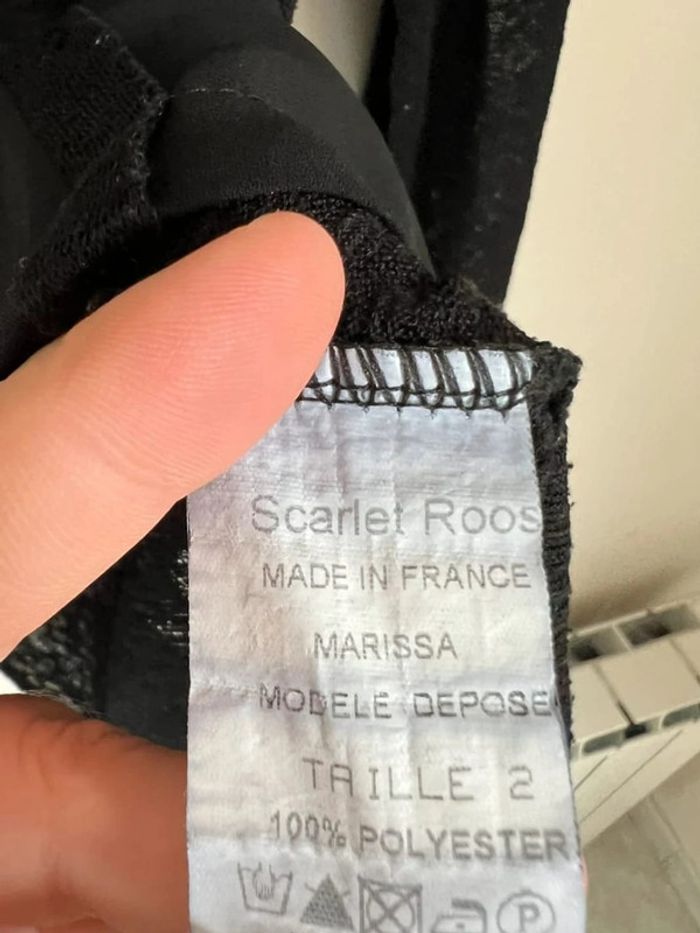 Scarlet Roos
MADE IN FRANCE
MARISSA
MODELE DEPOSE
TAILLE 2
100% POLYESTER
P